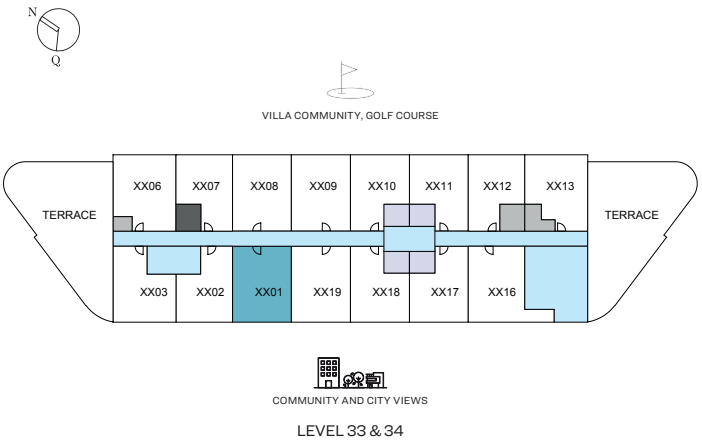 N
Q
VILLA COMMUNITY, GOLF COURSE
XX06 XX07 XX08 XX09 XX10 XX11 XX12 XX13
TERRACE TERRACE
XX03 XX02 XX01 XX19 XX18 XX17 XX16
COMMUNITY AND CITY VIEWS
LEVEL 33 & 34